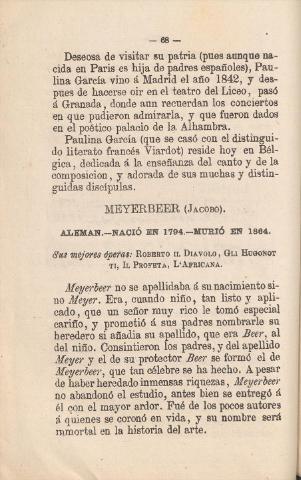 — 68 —
Deseosa de visitar su patria (pues aunque na-
cida en Paris es hija de padres españoles), Pau-
lina García vino á Madrid el año 1842, y des-
pues de hacerse oir en el teatro del Liceo, pasó
á Granada, donde aun recuerdan los conciertos
en que pudieron admirarla, y que fueron dados
en el poético palacio de la Alhambra.
Paulina García (que se casó con el distingui-
do literato francés Viardot) reside hoy en Bél-
gica, dedicada á la enseñanza del canto y de la
composicion, y adorada de sus muchas y distin-
guidas discípulas.
MEYERBEER (Jacobo).
ALEMAN.—NACIÓ EN 1794.—MURIÓ EN 1864.
Sus mejores óperas: Roberto il Diavolo, Gli Hugonot
ti, Il Profeta, L'Africana.
Meyerbeer no se apellidaba á su nacimiento si-
no Meyer. Era, cuando niño, tan listo y apli-
cado, que un señor muy rico le tomó especial
cariño, y prometió á sus padres nombrarle su
heredero si añadia su apellido, que era Beer, al
del niño. Consintieron los padres, y del apellido
Meyer y el de su protector Beer se formó el de
Meyerbeer, que tan célebre se ha hecho. A pesar
de haber heredado inmensas riquezas, Meyerbeer
no abandonó el estudio, antes bien se entregó á
él con el mayor ardor. Fué de los pocos autores
á quienes se coronó en vida, y su nombre será
inmortal en la historia del arte.